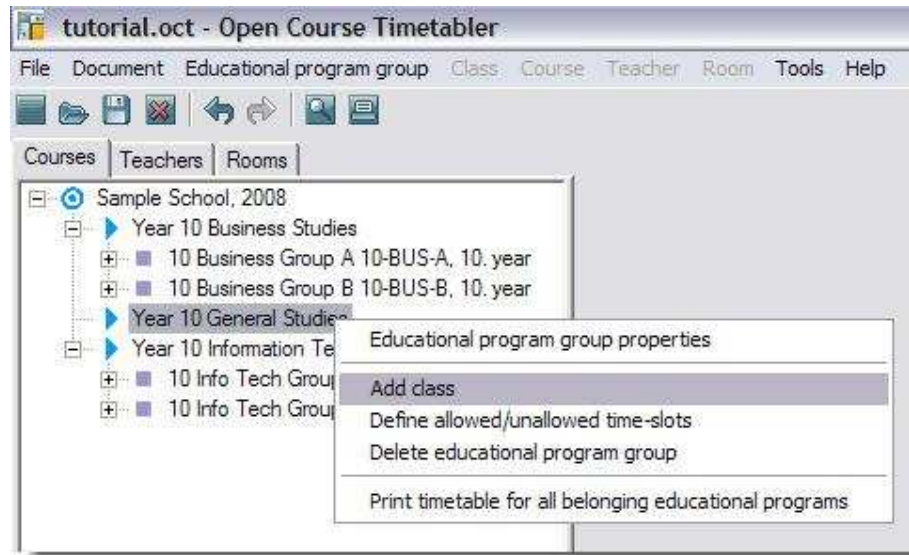 tutorial.oct - Open Course Timetabler
File Document Educational program group Class Course Teacher Room Tools Help
Courses Teachers Rooms
Sample School, 2008
Year 10 Business Studies
10 Business Group A 10-BUS-A, 10. year
10 Business Group B 10-BUS-B, 10. year
Year 10 General Studies
Year 10 Information Te
10 Info Tech Group
10 Info Tech Group
Educational program group properties
Add class
Define allowed/unallowed time-slots
Delete educational program group
Print timetable for all belonging educational programs